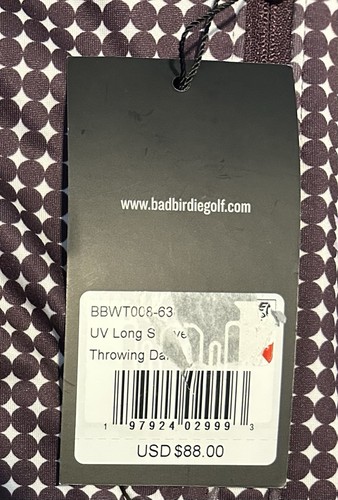 www.badbirdiegolf.com
BBWT008-63
UV Long
Throwing
1 97924 02999 3
USD $88.00